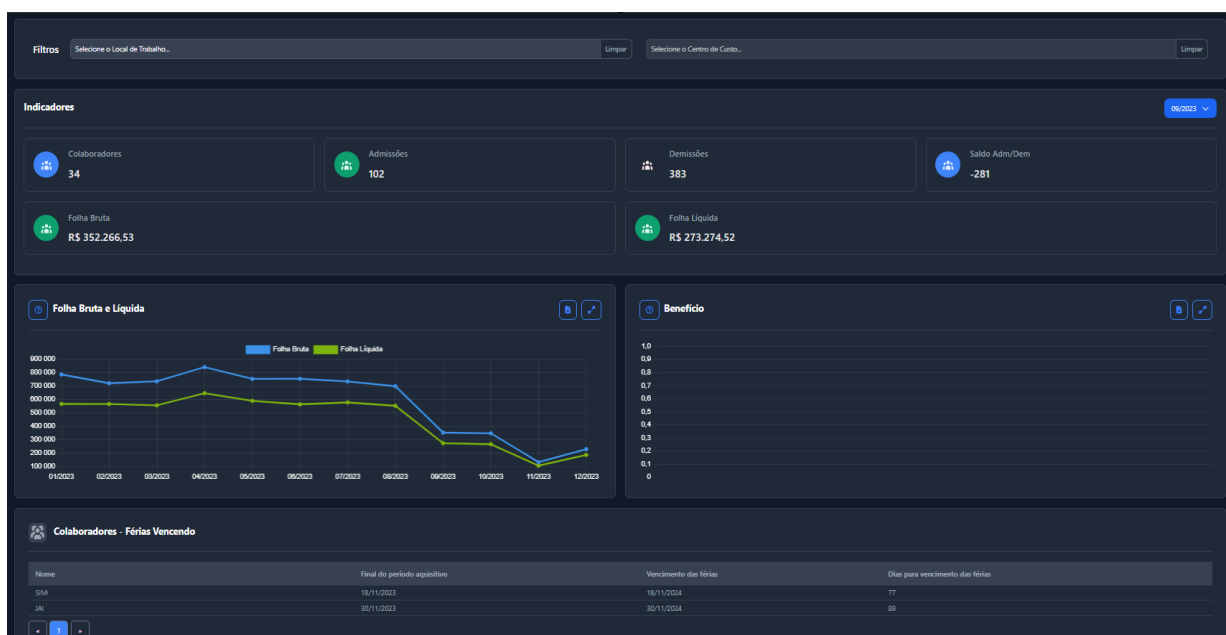 Filtros Selecione o Local de Trabalho... Limpar Selecione o Centro de Custo... Limpar
Indicadores 09/2023
Colaboradores Admissões Demissões Saldo Adm/Dem
34 102 383 -281
Folha Bruta Folha Líquida
R$ 352.266,53 R$ 273.274,52
Folha Bruta e Líquida
Folha Bruta Folha Líquida
900 000
800 000
700 000
600 000
500 000
400 000
300 000
200 000
100 000
01/2023 02/2023 03/2023 04/2023 05/2023 06/2023 07/2023 08/2023 09/2023 10/2023 11/2023 12/2023
Benefício
1,0
0,9
0,8
0,7
0,6
0,5
0,4
0,3
0,2
0,1
0
Colaboradores - Férias Vencendo
Nome Final do período aquisitivo Vencimento das férias Dias para vencimento das férias
18/11/2023 18/11/2024 77
30/11/2023 30/11/2024 89
« 1 »